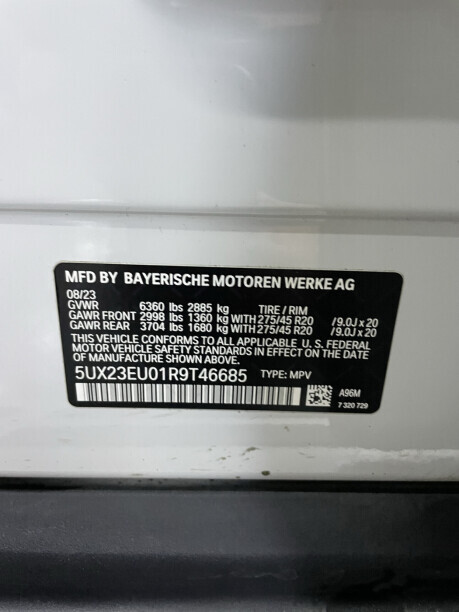 MFD BY BAYERISCHE MOTOREN WERKE AG
08/23
GVWR 6360 lbs 2885 kg TIRE / RIM
GAWR FRONT 2998 lbs 1360 kg WITH 275/45 R20 /9.0J x 20
GAWR REAR 3704 lbs 1680 kg WITH 275/45 R20 /9.0J x 20
THIS VEHICLE CONFORMS TO ALL APPLICABLE U. S. FEDERAL
MOTOR VEHICLE SAFETY STANDARDS IN EFFECT ON THE
DATE OF MANUFACTURE SHOWN ABOVE.
5UX23EU01R9T46685 TYPE: MPV
A96M
7 320 729